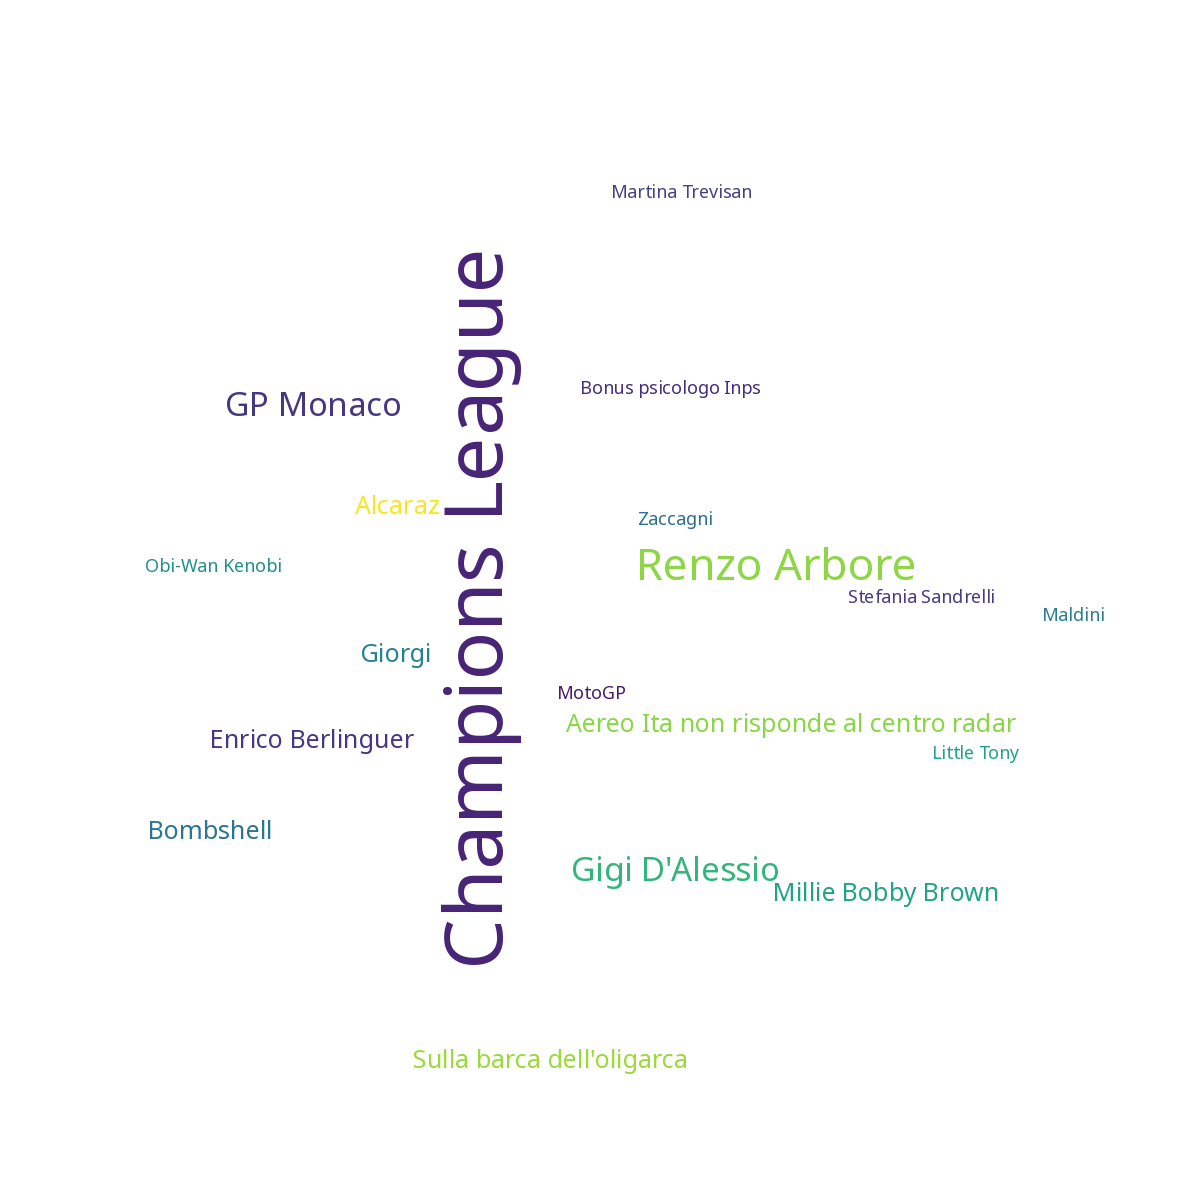 Martina Trevisan
Champions League
Bonus psicologo Inps
GP Monaco
Alcaraz
Zaccagni
Obi-Wan Kenobi
Renzo Arbore
Stefania Sandrelli
Maldini
Giorgi
MotoGP
Aereo Ita non risponde al centro radar
Enrico Berlinguer
Little Tony
Bombshell
Gigi D'Alessio
Millie Bobby Brown
Sulla barca dell'oligarca